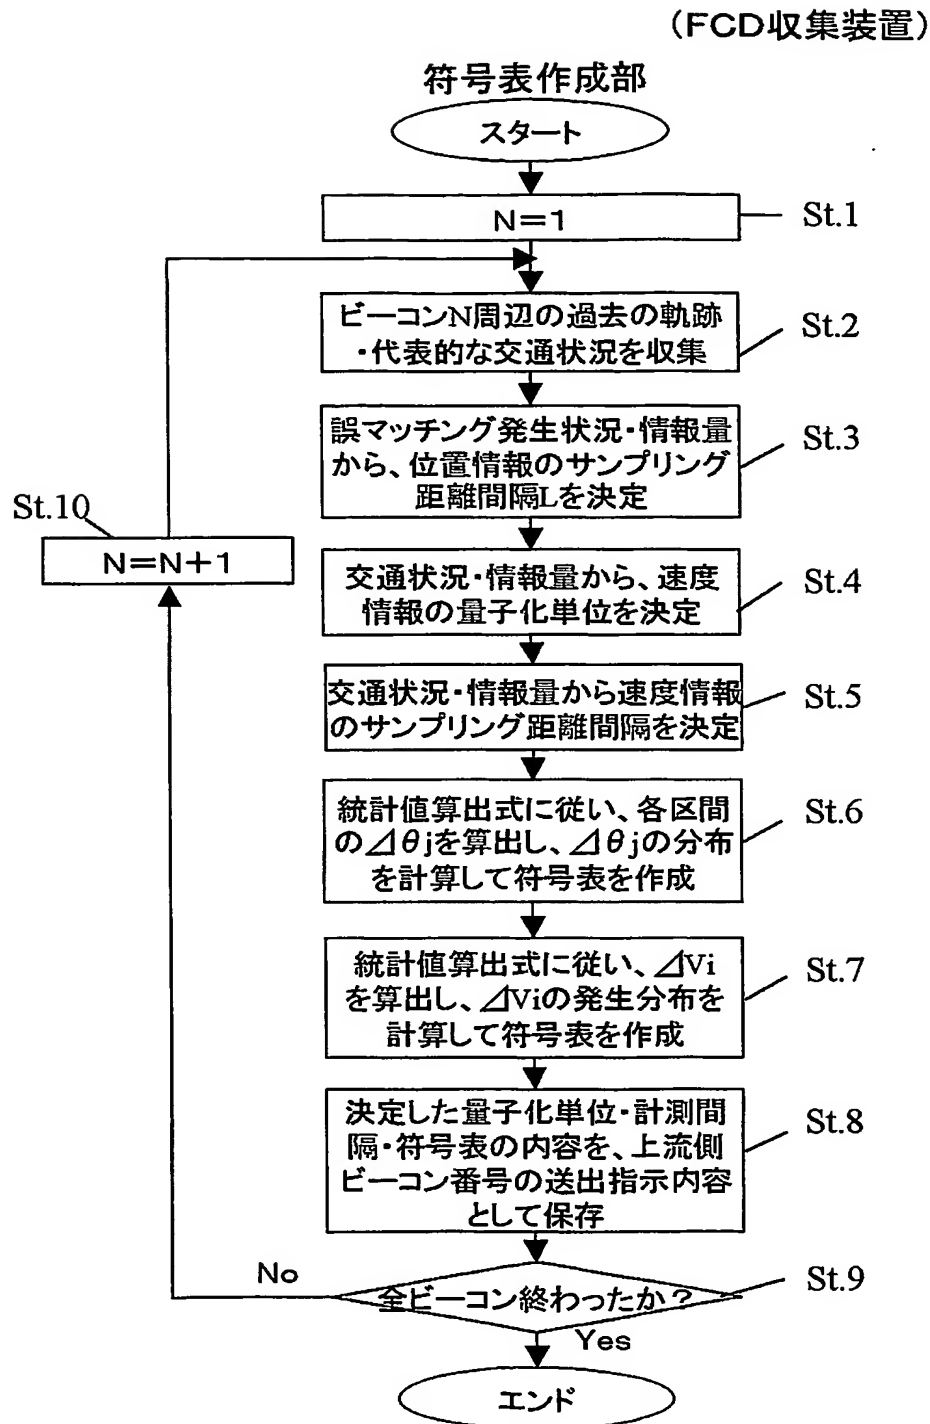 (FCD収集装置)
符号表作成部
スタート
N=1
St.1
ビーコンN周辺の過去の軌跡
・代表的な交通状況を収集
St.2
誤マッチング発生状況・情報量
から、位置情報のサンプリング
距離間隔Lを決定
St.3
St.10
N=N+1
交通状況・情報量から、速度
情報の量子化単位を決定
St.4
交通状況・情報量から速度情報
のサンプリング距離間隔を決定
St.5
統計値算出式に従い、各区間
の⊿θjを算出し、⊿θjの分布
を計算して符号表を作成
St.6
統計値算出式に従い、⊿Vi
を算出し、⊿Viの発生分布を
計算して符号表を作成
St.7
決定した量子化単位・計測間
隔・符号表の内容を、上流側
ビーコン番号の送出指示内容
として保存
St.8
No
全ビーコン終わったか?
St.9
Yes
エンド